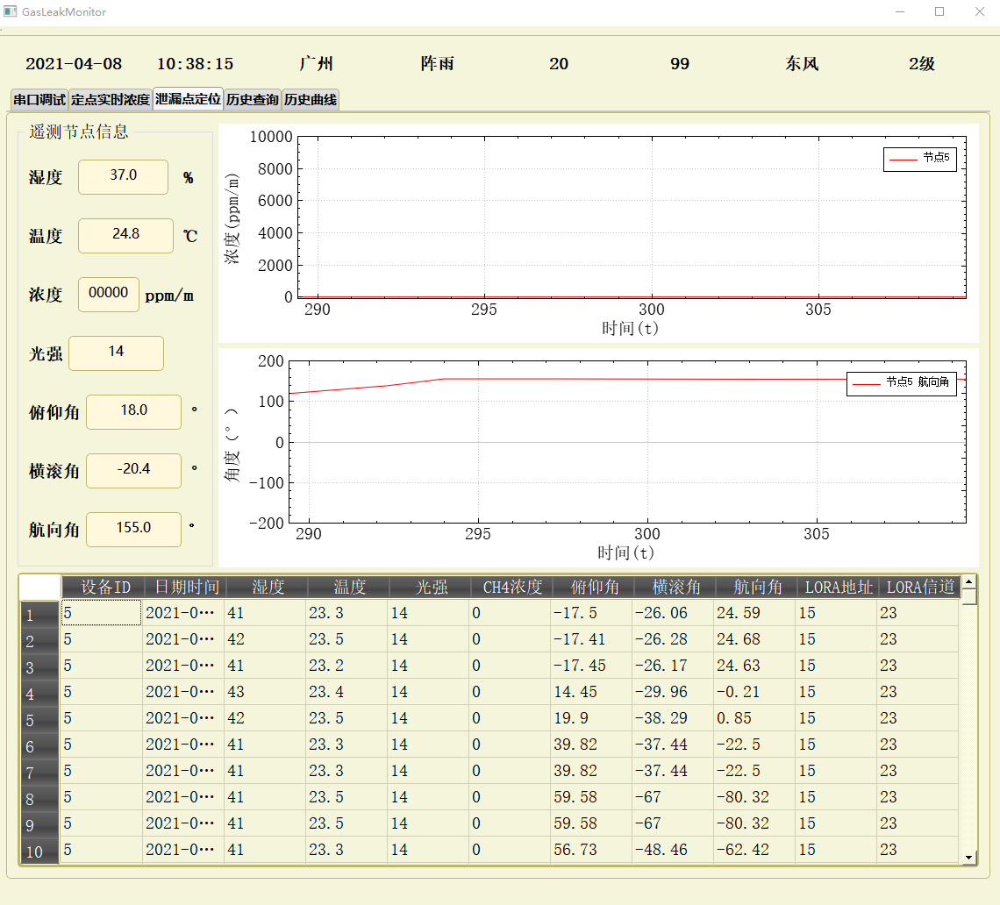 GasLeakMonitor
2021-04-08 10:38:15 广州 阵雨 20 99 东风 2级
串口调试 定点实时浓度 泄漏点定位 历史查询 历史曲线
遥测节点信息
湿度 37.0 %
温度 24.8 ℃
浓度 00000 ppm/m
光强 14
俯仰角 18.0 °
横滚角 -20.4 °
航向角 155.0 °
浓度(ppm/m)
10000
8000
6000
4000
2000
0
节点5
290 295 300 305
时间(t)
角度(°)
200
100
0
-100
-200
节点5 航向角
290 295 300 305
时间(t)
设备ID 日期时间 湿度 温度 光强 CH4浓度 俯仰角 横滚角 航向角 LORA地址 LORA信道
1 5 2021-0… 41 23.3 14 0 -17.5 -26.06 24.59 15 23
2 5 2021-0… 42 23.5 14 0 -17.41 -26.28 24.68 15 23
3 5 2021-0… 41 23.2 14 0 -17.45 -26.17 24.63 15 23
4 5 2021-0… 43 23.4 14 0 14.45 -29.96 -0.21 15 23
5 5 2021-0… 42 23.5 14 0 19.9 -38.29 0.85 15 23
6 5 2021-0… 41 23.3 14 0 39.82 -37.44 -22.5 15 23
7 5 2021-0… 41 23.3 14 0 39.82 -37.44 -22.5 15 23
8 5 2021-0… 41 23.5 14 0 59.58 -67 -80.32 15 23
9 5 2021-0… 41 23.5 14 0 59.58 -67 -80.32 15 23
10 5 2021-0… 41 23.3 14 0 56.73 -48.46 -62.42 15 23